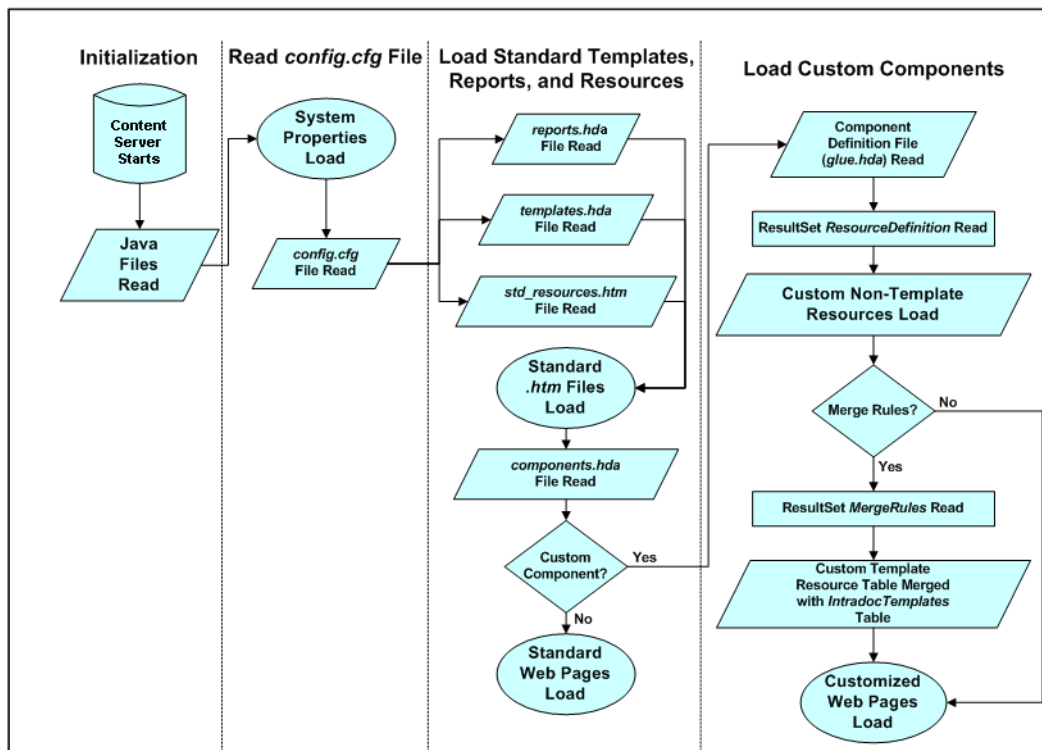 Initialization
Content
Server
Starts
Java
Files
Read
Read config.cfg File
System
Properties
Load
config.cfg
File Read
Load Standard Templates,
Reports, and Resources
reports.hda
File Read
templates.hda
File Read
std_resources.htm
File Read
Standard
.htm Files
Load
components.hda
File Read
Custom
Component?
Yes
No
Standard
Web Pages
Load
Load Custom Components
Component
Definition File
(glue.hda) Read
ResultSet ResourceDefinition Read
Custom Non-Template
Resources Load
Merge Rules?
No
Yes
ResultSet MergeRules Read
Custom Template
Resource Table Merged
with IntradocTemplates
Table
Customized
Web Pages
Load